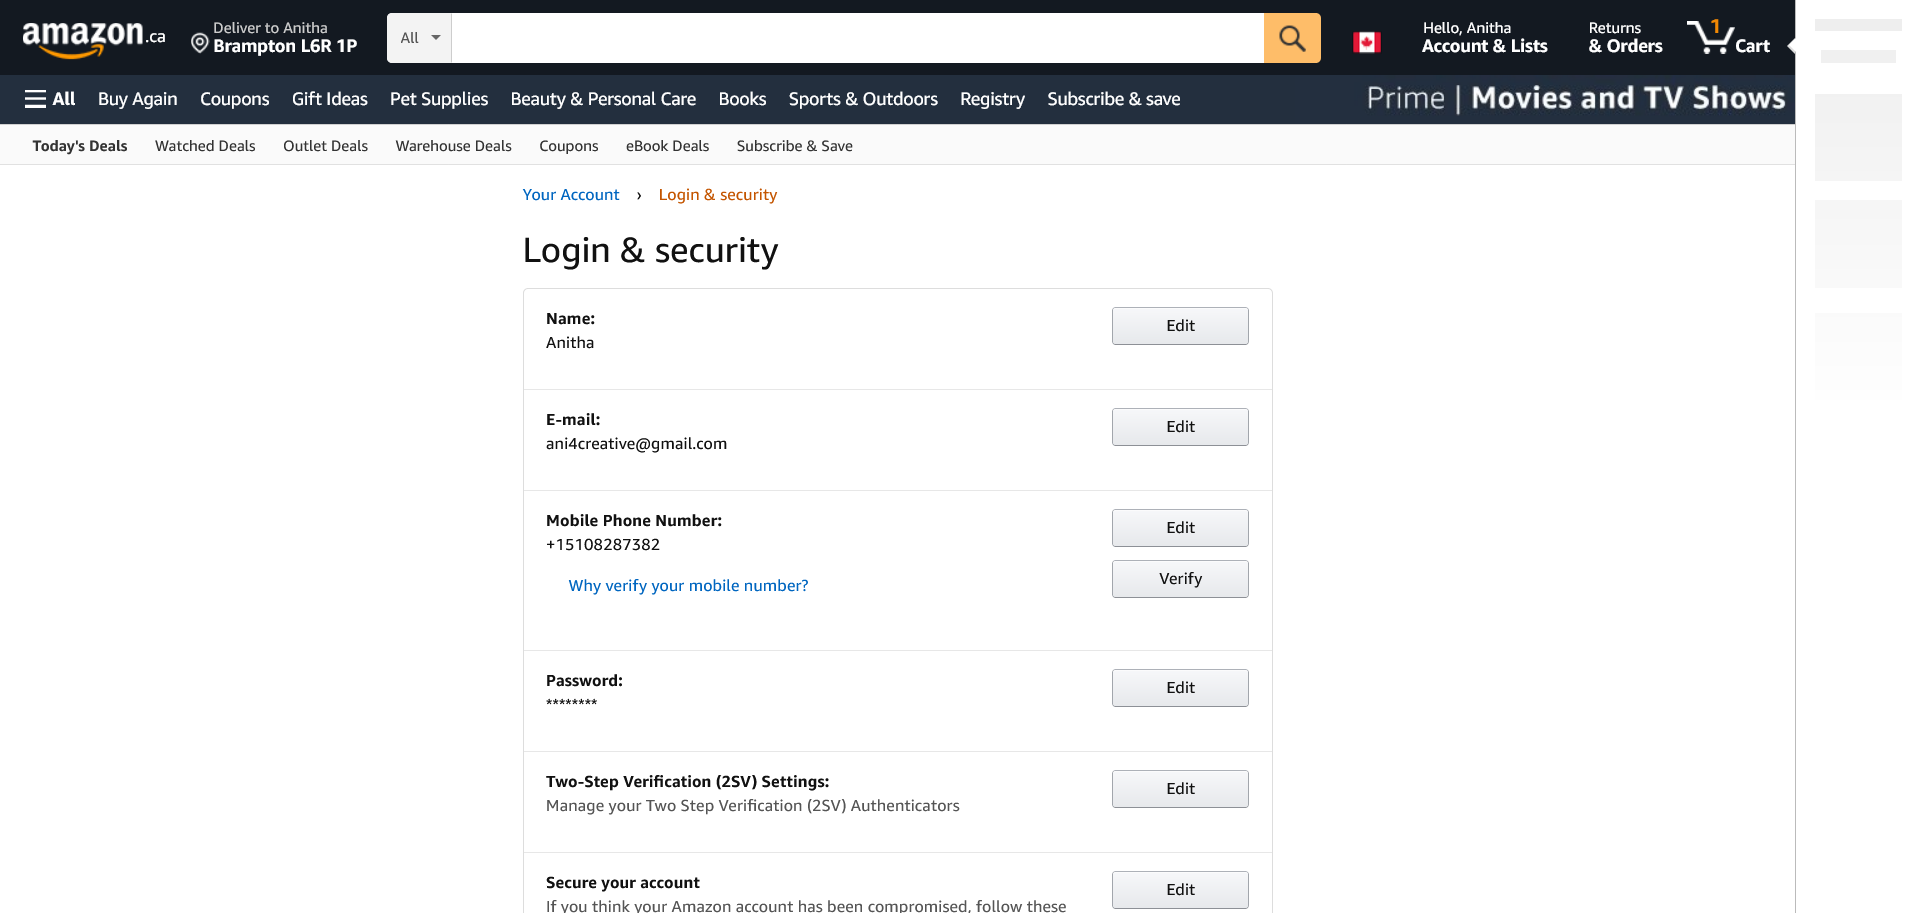 amazon.ca
Deliver to Anitha
Brampton L6R 1P
All
Hello, Anitha
Account & Lists
Returns
& Orders
1
Cart
All Buy Again Coupons Gift Ideas Pet Supplies Beauty & Personal Care Books Sports & Outdoors Registry Subscribe & save Prime | Movies and TV Shows
Today's Deals Watched Deals Outlet Deals Warehouse Deals Coupons eBook Deals Subscribe & Save
Your Account › Login & security
Login & security
Name:
Anitha
Edit
E-mail:
ani4creative@gmail.com
Edit
Mobile Phone Number:
+15108287382
Edit
Why verify your mobile number?
Verify
Password:
********
Edit
Two-Step Verification (2SV) Settings:
Manage your Two Step Verification (2SV) Authenticators
Edit
Secure your account
If you think your Amazon account has been compromised, follow these
Edit